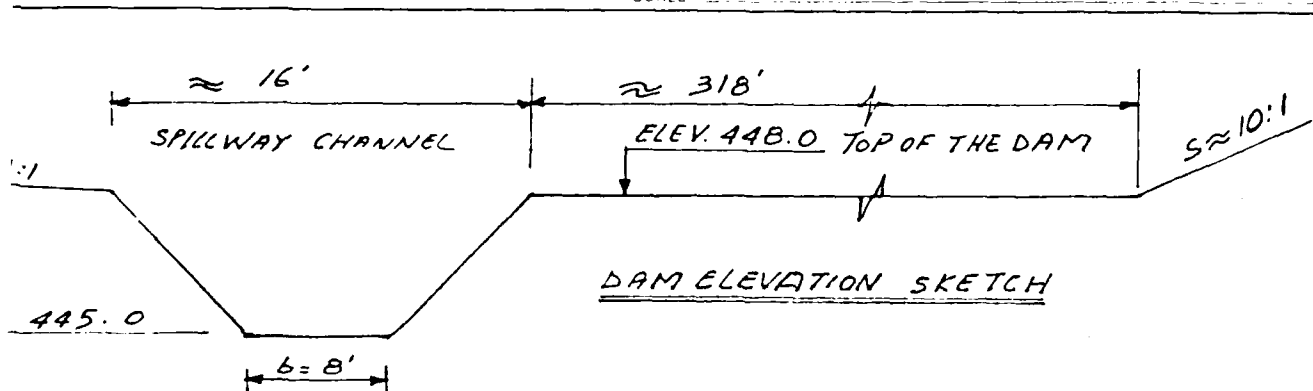 ≈ 16'
≈ 318'
SPILLWAY CHANNEL
ELEV. 448.0 TOP OF THE DAM
S≈10:1
:1
DAM ELEVATION SKETCH
445.0
b= 8'